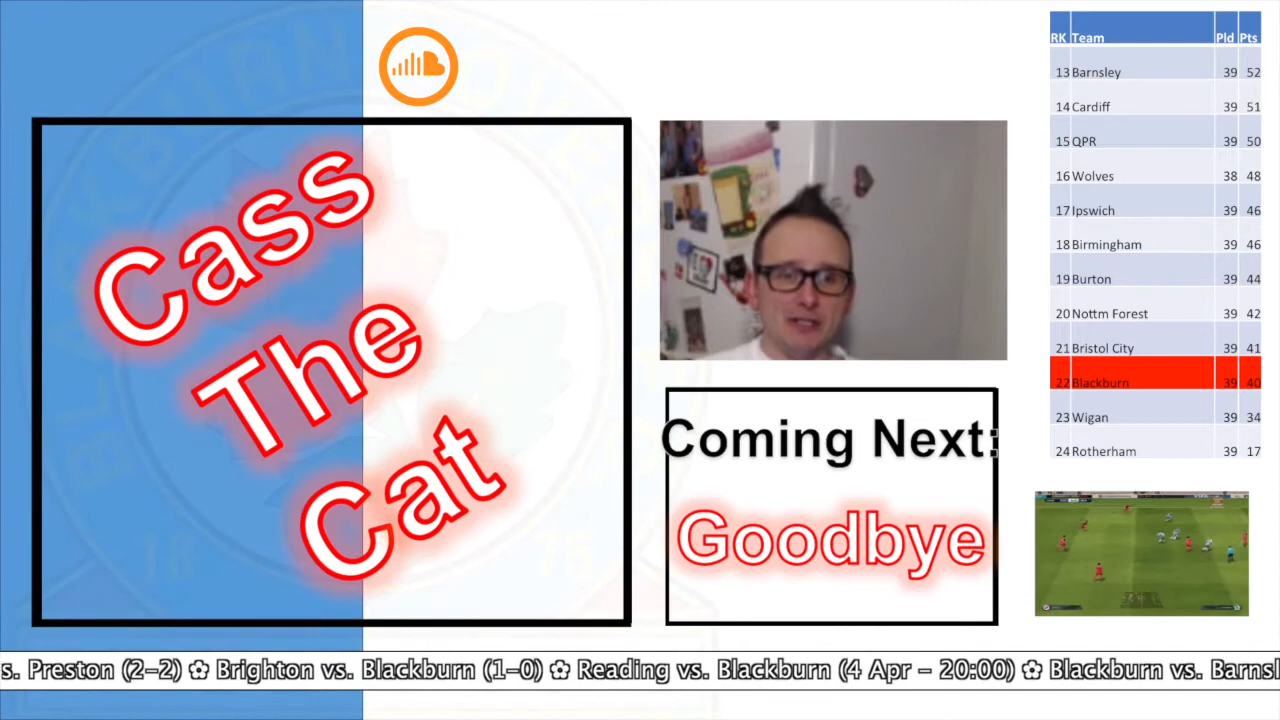 Cass
The
Cat
Coming Next:
Goodbye
RK Team Pld Pts
13 Barnsley 39 52
14 Cardiff 39 51
15 QPR 39 50
16 Wolves 38 48
17 Ipswich 39 46
18 Birmingham 39 46
19 Burton 39 44
20 Nottm Forest 39 42
21 Bristol City 39 41
22 Blackburn 39 40
23 Wigan 39 34
24 Rotherham 39 17
s. Preston (2–2) ✿ Brighton vs. Blackburn (1–0) ✿ Reading vs. Blackburn (4 Apr – 20:00) ✿ Blackburn vs. Barnsl